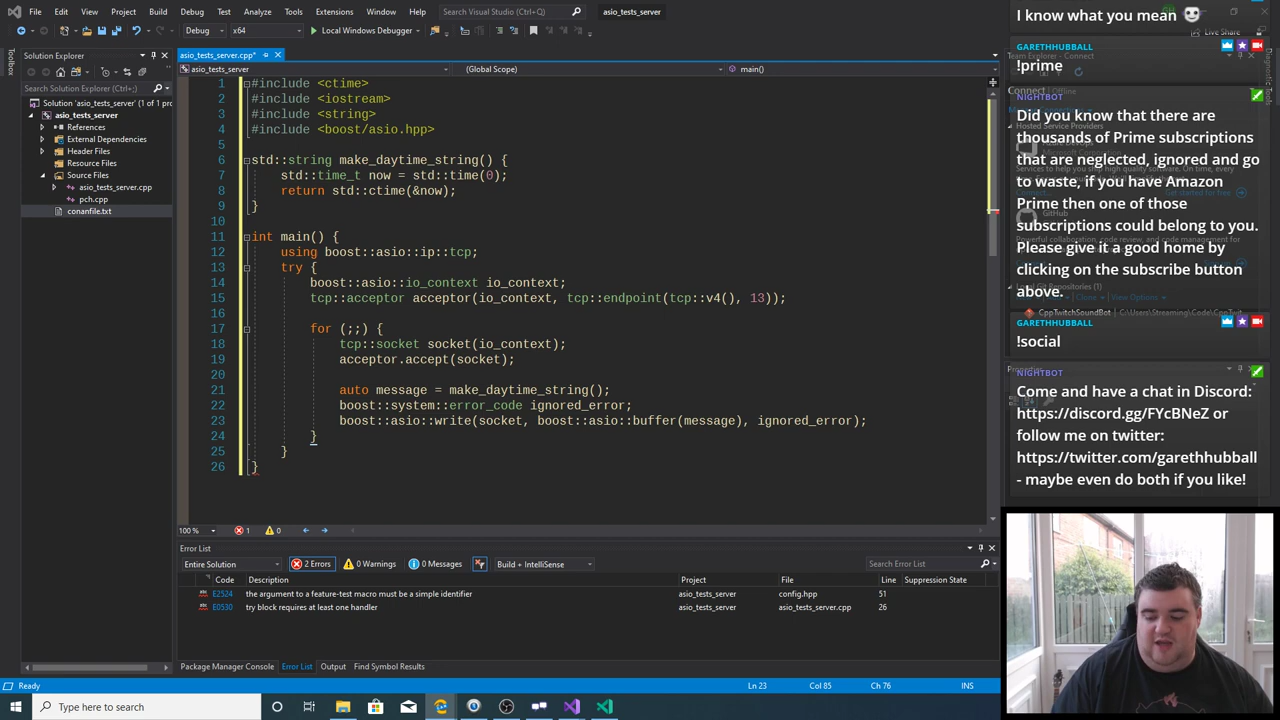 File Edit View Project Build Debug Test Analyze Tools Extensions Window Help Search Visual Studio (Ctrl+Q) asio_tests_server
Debug x64 Local Windows Debugger Live Share
Solution Explorer
Search Solution Explorer (Ctrl+;)
Solution 'asio_tests_server' (1 of 1 pro
asio_tests_server
References
External Dependencies
Header Files
Resource Files
Source Files
asio_tests_server.cpp
pch.cpp
conanfile.txt
Toolbox
asio_tests_server.cpp*
asio_tests_server (Global Scope) main()
1 #include <ctime>
2 #include <iostream>
3 #include <string>
4 #include <boost/asio.hpp>
5
6 std::string make_daytime_string() {
7 std::time_t now = std::time(0);
8 return std::ctime(&now);
9 }
10
11 int main() {
12 using boost::asio::ip::tcp;
13 try {
14 boost::asio::io_context io_context;
15 tcp::acceptor acceptor(io_context, tcp::endpoint(tcp::v4(), 13));
16
17 for (;;) {
18 tcp::socket socket(io_context);
19 acceptor.accept(socket);
20
21 auto message = make_daytime_string();
22 boost::system::error_code ignored_error;
23 boost::asio::write(socket, boost::asio::buffer(message), ignored_error);
24 }
25 }
26 }
100 % 1 0
Error List
Entire Solution 2 Errors 0 Warnings 0 Messages Build + IntelliSense Search Error List
Code Description Project File Line Suppression State
abc E2524 the argument to a feature-test macro must be a simple identifier asio_tests_server config.hpp 51
abc E0530 try block requires at least one handler asio_tests_server asio_tests_server.cpp 26
Package Manager Console Error List Output Find Symbol Results
Ready Ln 23 Col 85 Ch 76 INS
Type here to search
I know what you mean
GARETHHUBBALL
!prime
Team Explorer - Connect
Diagnostic Tools
NIGHTBOT
Did you know that there are
thousands of Prime subscriptions
that are neglected, ignored and go
to waste, if you have Amazon
Prime then one of those
subscriptions could belong to you.
Please give it a good home by
clicking on the subscribe button
above.
GARETHHUBBALL
!social
NIGHTBOT
Come and have a chat in Discord:
https://discord.gg/FYcBNeZ or
follow me on twitter:
https://twitter.com/garethhubball
- maybe even do both if you like!